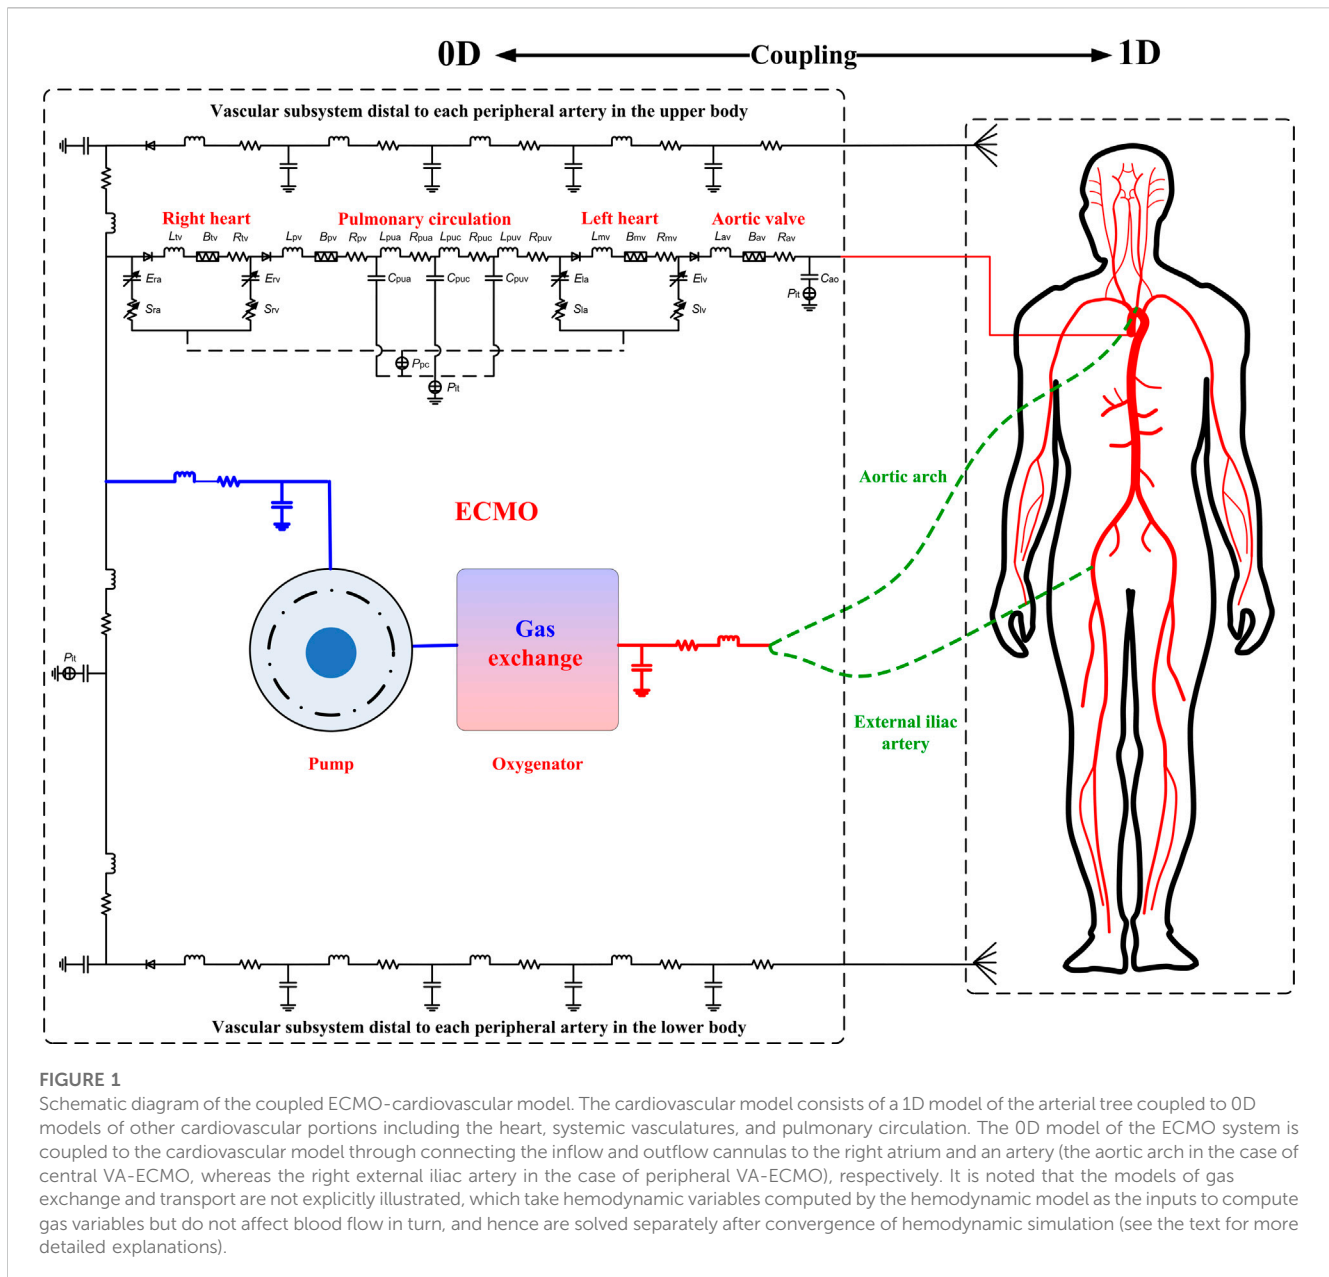 0D Coupling 1D
Vascular subsystem distal to each peripheral artery in the upper body
Right heart Pulmonary circulation Left heart Aortic valve
Ltv Btv Rtv Lpv Bpv Rpv Lpua Rpua Lpuc Rpuc Lpuv Rpuv Lmv Bmv Rmv Lav Bav Rav
Era Erv Cpua Cpuc Cpuv Ela Elv Cao
Pit
Sra Srv Sla Slv
Ppc
Pit
Aortic arch
ECMO
Gas
exchange
Pit
External iliac
artery
Pump Oxygenator
Vascular subsystem distal to each peripheral artery in the lower body
FIGURE 1
Schematic diagram of the coupled ECMO-cardiovascular model. The cardiovascular model consists of a 1D model of the arterial tree coupled to 0D
models of other cardiovascular portions including the heart, systemic vasculatures, and pulmonary circulation. The 0D model of the ECMO system is
coupled to the cardiovascular model through connecting the inflow and outflow cannulas to the right atrium and an artery (the aortic arch in the case of
central VA-ECMO, whereas the right external iliac artery in the case of peripheral VA-ECMO), respectively. It is noted that the models of gas
exchange and transport are not explicitly illustrated, which take hemodynamic variables computed by the hemodynamic model as the inputs to compute
gas variables but do not affect blood flow in turn, and hence are solved separately after convergence of hemodynamic simulation (see the text for more
detailed explanations).